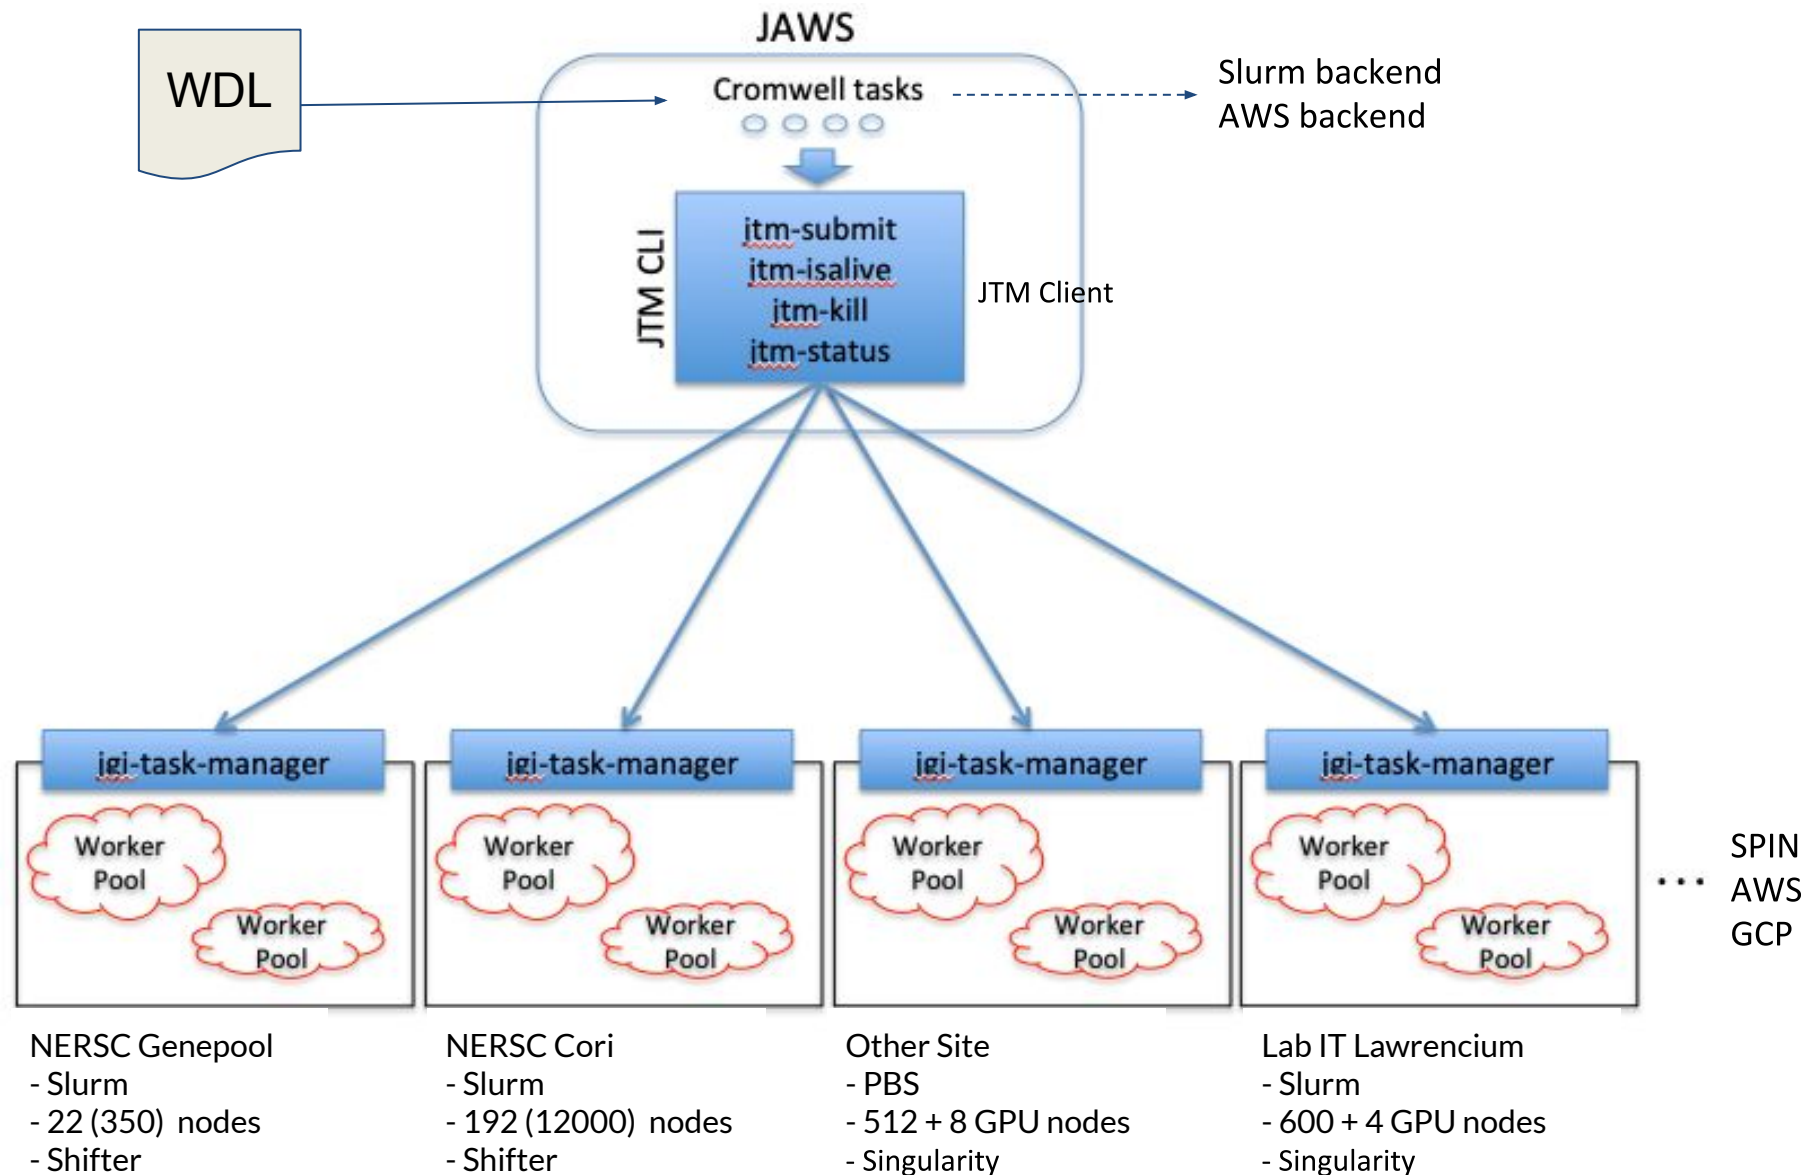 JAWS
WDL
Cromwell tasks
Slurm backend
AWS backend
JTM CLI
jtm-submit
jtm-isalive
jtm-kill
jtm-status
JTM Client
jgi-task-manager
jgi-task-manager
jgi-task-manager
jgi-task-manager
Worker
Pool
Worker
Pool
Worker
Pool
Worker
Pool
Worker
Pool
Worker
Pool
Worker
Pool
Worker
Pool
...
SPIN
AWS
GCP
NERSC Genepool
- Slurm
- 22 (350) nodes
- Shifter
NERSC Cori
- Slurm
- 192 (12000) nodes
- Shifter
Other Site
- PBS
- 512 + 8 GPU nodes
- Singularity
Lab IT Lawrencium
- Slurm
- 600 + 4 GPU nodes
- Singularity